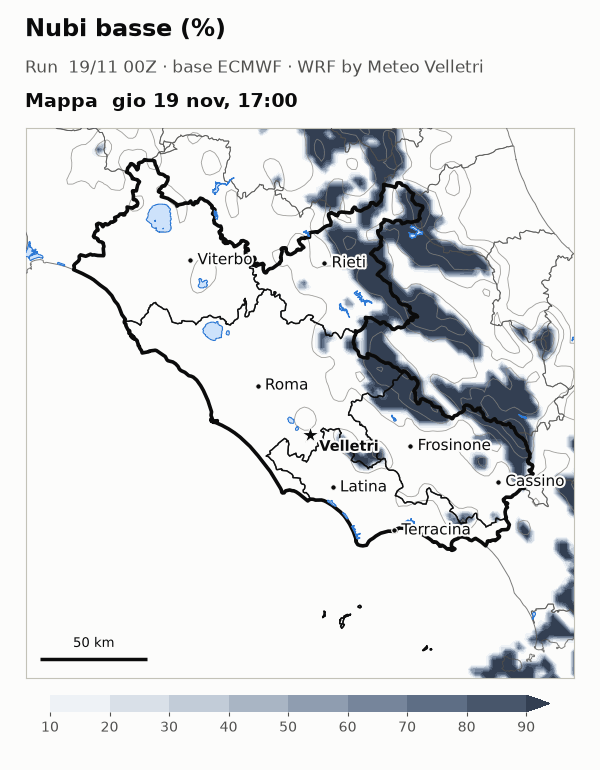 Nubi basse (%)
Run 19/11 00Z · base ECMWF · WRF by Meteo Velletri
Mappa gio 19 nov, 17:00
Viterbo
Rieti
Roma
Velletri
Frosinone
Cassino
Latina
Terracina
50 km
10 20 30 40 50 60 70 80 90